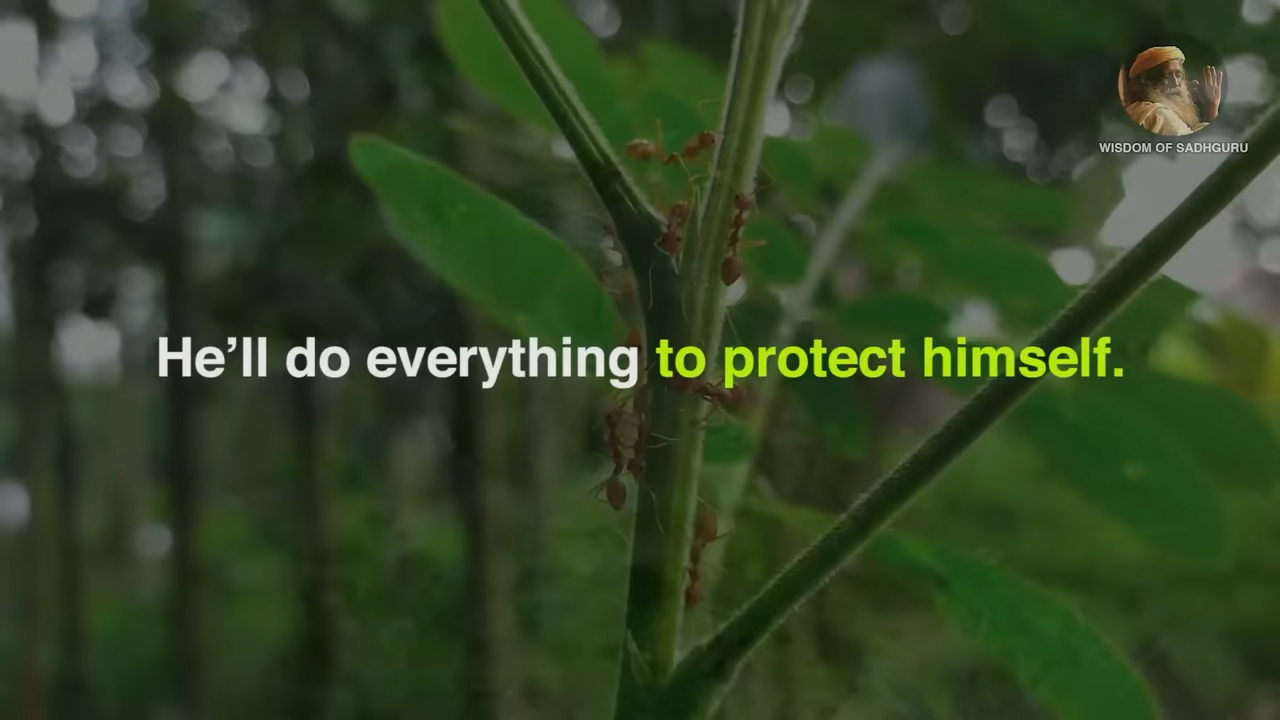 WISDOM OF SADHGURU
He’ll do everything to protect himself.